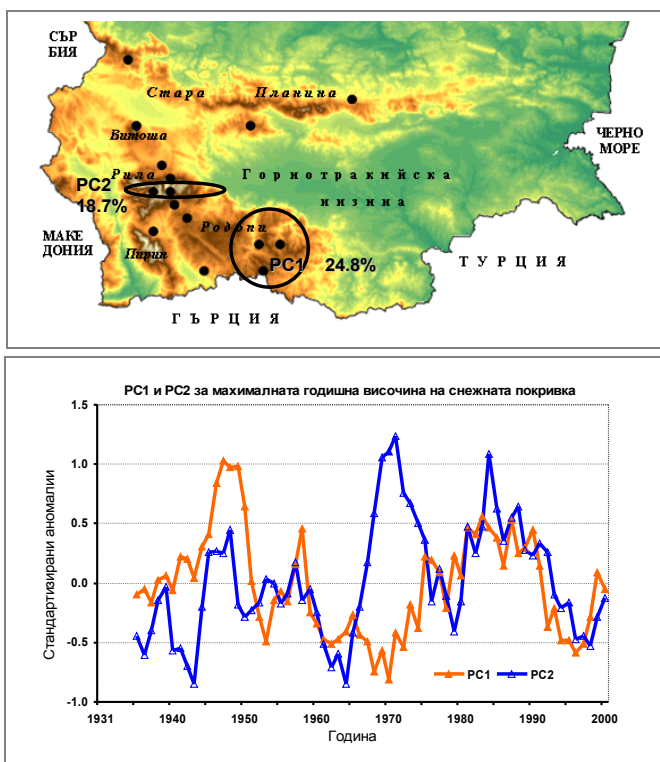 СЪР
БИЯ
Стара Планина
Витоша
ЧЕРНО
МОРЕ
Рила
Горнотракийска
низина
PC2
18.7%
Родопи
МАКЕ
ДОНИЯ
Пирин
PC1 24.8%
ТУРЦИЯ
ГЪРЦИЯ
PC1 и PC2 за махималната годишна височина на снежната покривка
Стандартизирани аномалии
1.5
1.0
0.5
0.0
-0.5
-1.0
PC1 PC2
1931 1940 1950 1960 1970 1980 1990 2000
Година